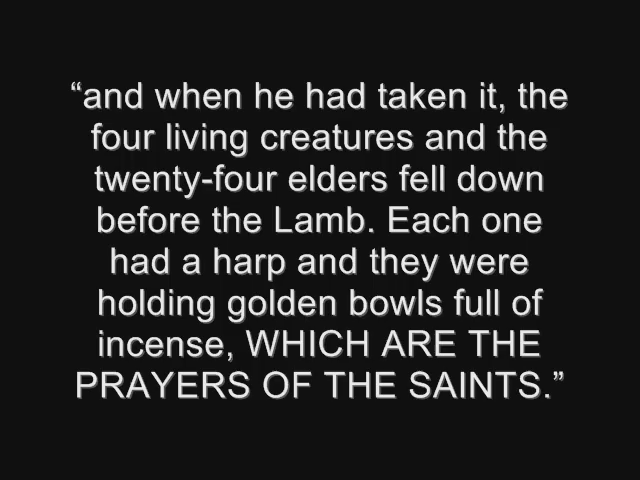 “and when he had taken it, the
four living creatures and the
twenty-four elders fell down
before the Lamb. Each one
had a harp and they were
holding golden bowls full of
incense, WHICH ARE THE
PRAYERS OF THE SAINTS.”